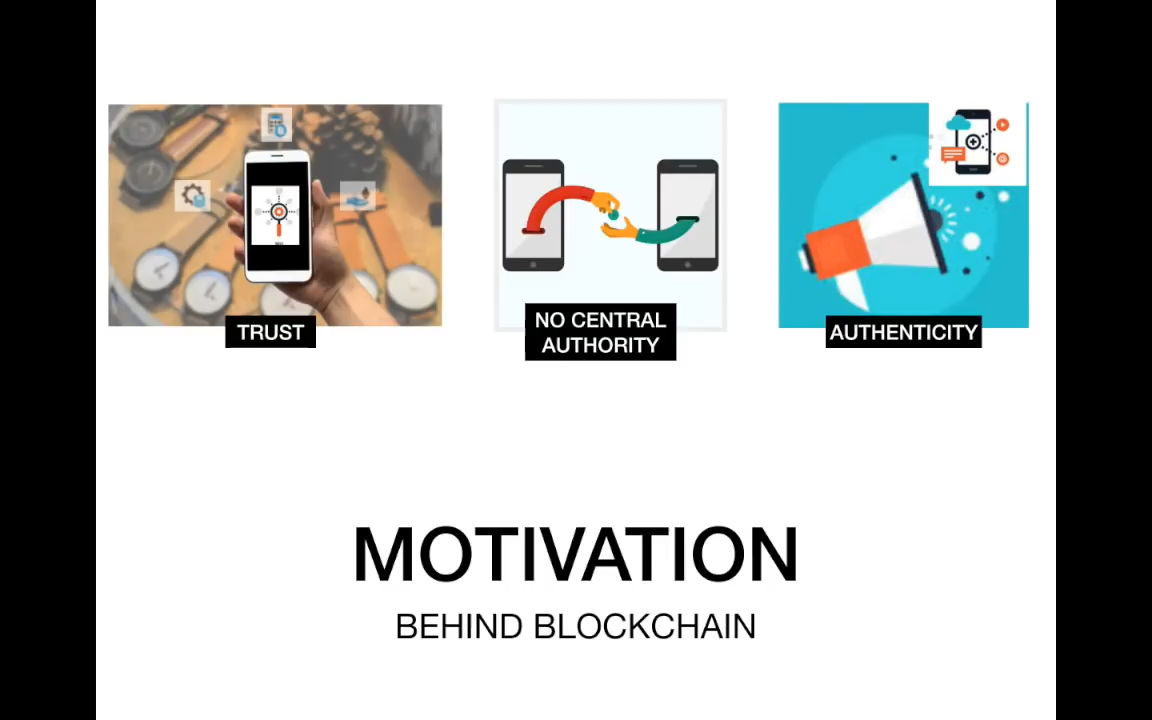 TRUST
NO CENTRAL
AUTHORITY
AUTHENTICITY
MOTIVATION
BEHIND BLOCKCHAIN